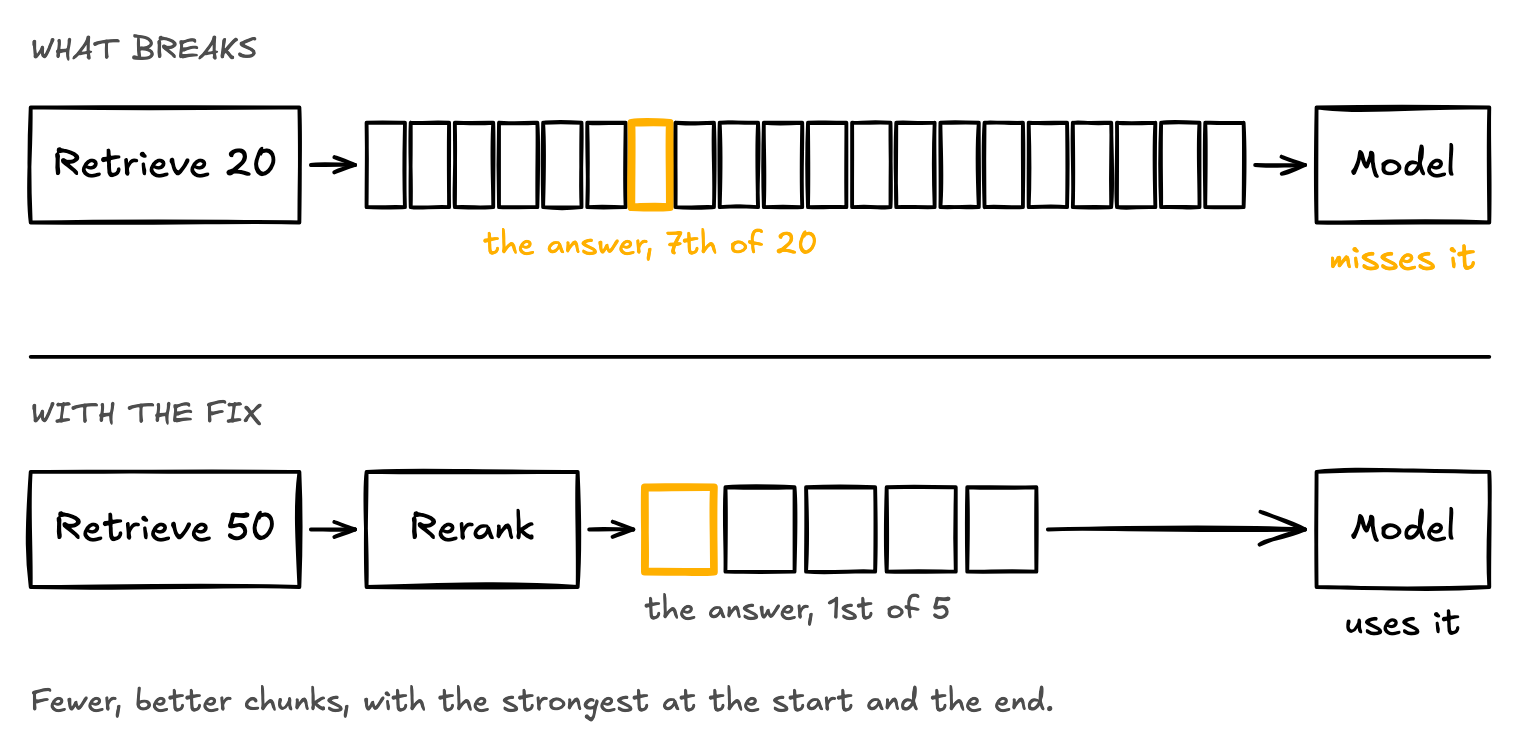 WHAT BREAKS
Retrieve 20
Model
the answer, 7th of 20
misses it
WITH THE FIX
Retrieve 50
Rerank
Model
the answer, 1st of 5
uses it
Fewer, better chunks, with the strongest at the start and the end.